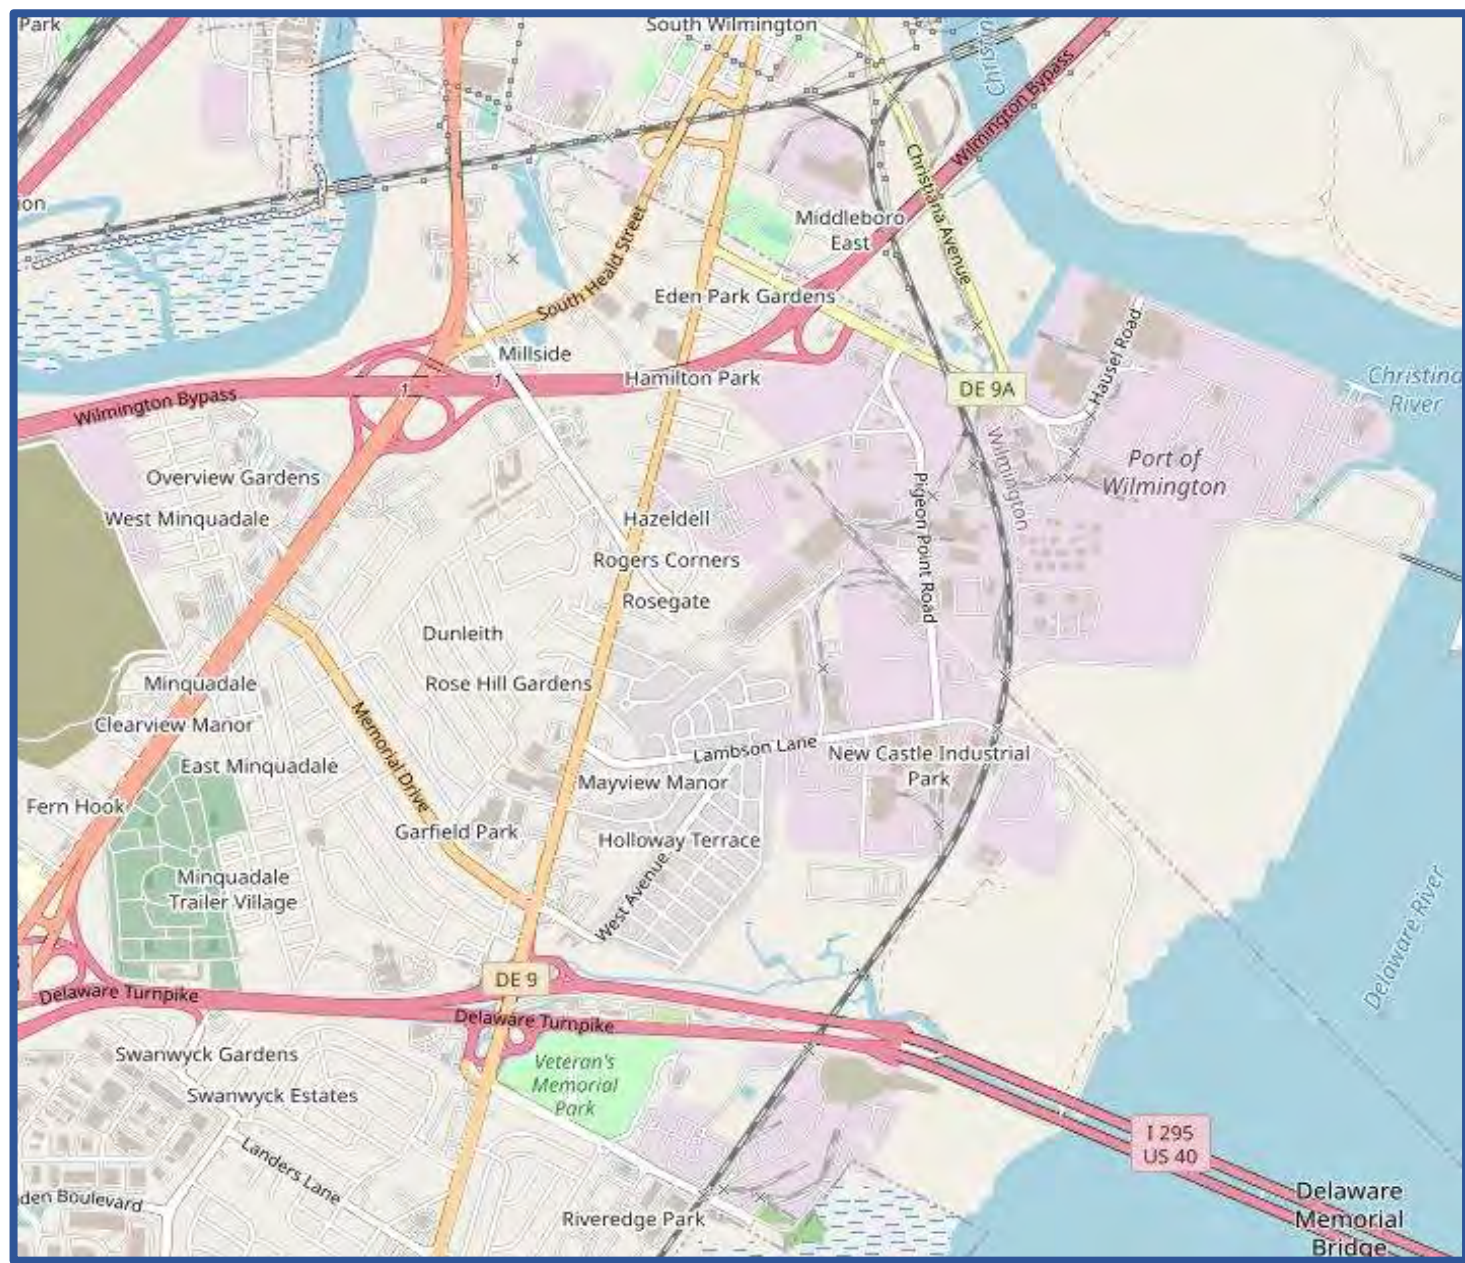 Park
South Wilmington
Christin
Wilmington Bypass
Christiana Avenue
ion
Middleboro
East
South Heald Street
Eden Park Gardens
Millside
Hamilton Park
1
1
Wilmington Bypass
DE 9A
Hausel Road
Christina
River
Overview Gardens
Port of
Wilmington
Wilmington
West Minquadale
Hazeldell
Pigeon Point Road
Rogers Corners
Rosegate
Dunleith
Minquadale
Rose Hill Gardens
Clearview Manor
Memorial Drive
Lambson Lane
New Castle Industrial
Park
East Minquadale
Mayview Manor
Fern Hook
Garfield Park
Holloway Terrace
Minquadale
Trailer Village
West Avenue
Delaware River
DE 9
Delaware Turnpike
Delaware Turnpike
Swanwyck Gardens
Veteran's
Memorial
Park
Swanwyck Estates
I 295
US 40
Landers Lane
den Boulevard
Riveredge Park
Delaware
Memorial
Bridge